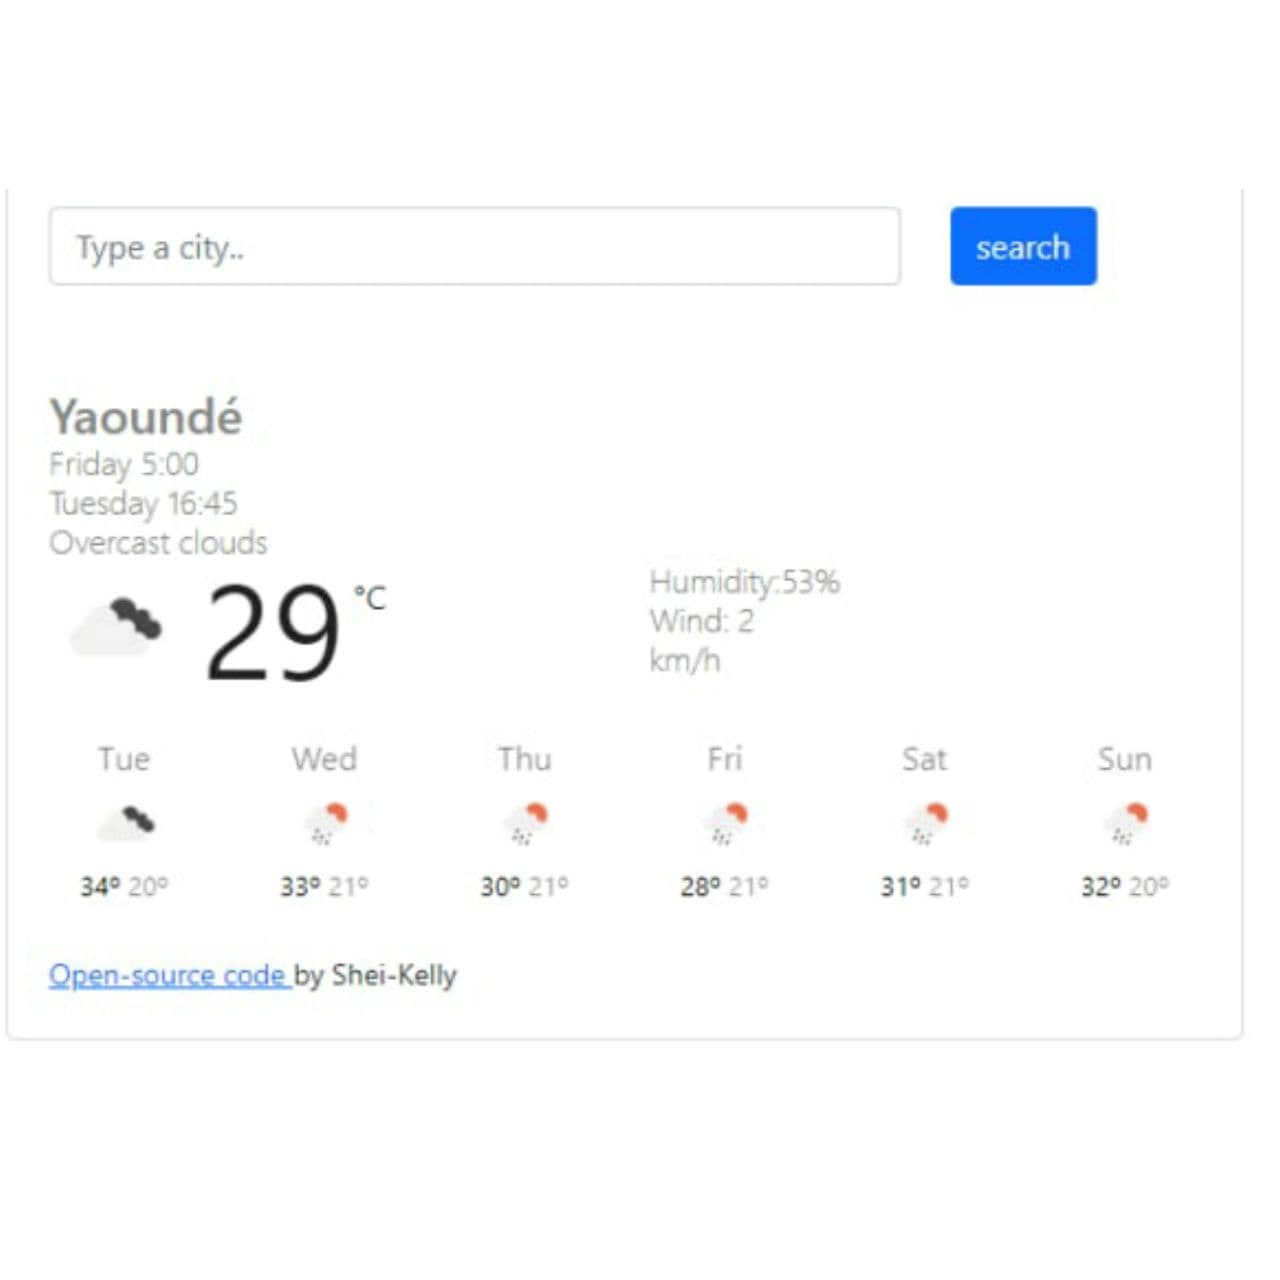 Type a city..
search
Yaoundé
Friday 5:00
Tuesday 16:45
Overcast clouds
29 °C
Humidity:53%
Wind: 2
km/h
Tue Wed Thu Fri Sat Sun
34° 20° 33° 21° 30° 21° 28° 21° 31° 21° 32° 20°
Open-source code by Shei-Kelly